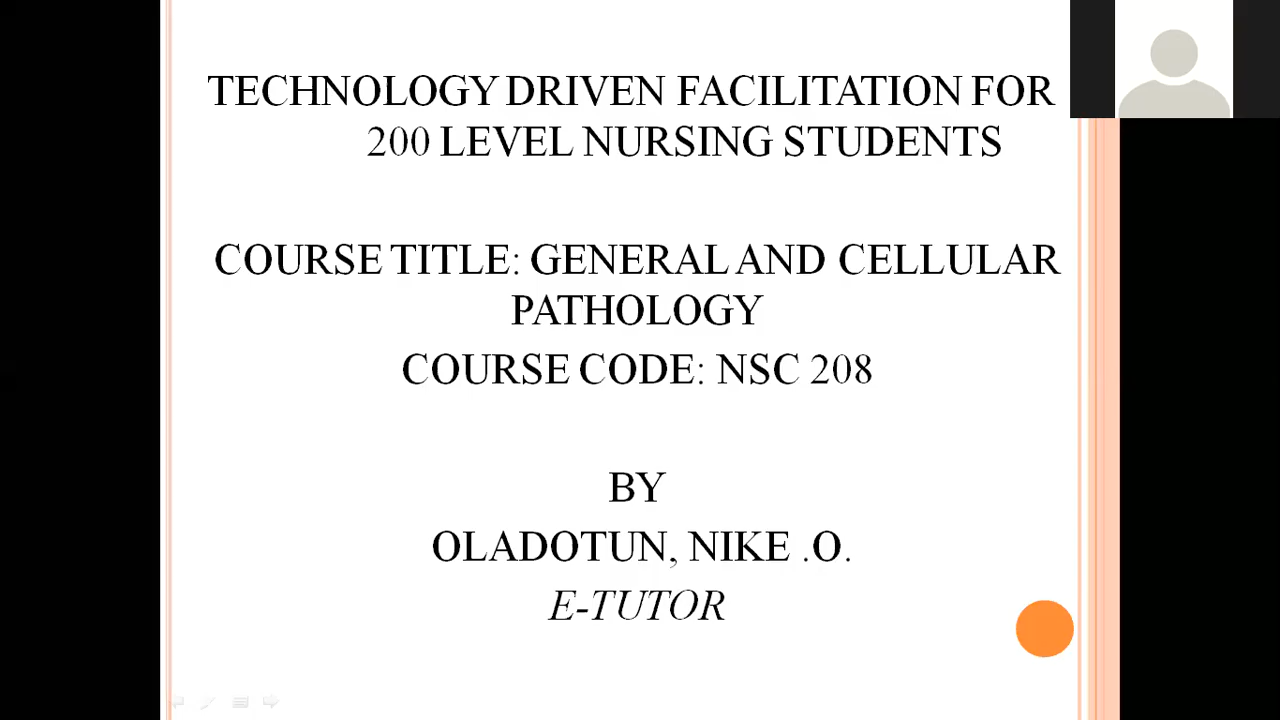 TECHNOLOGY DRIVEN FACILITATION FOR
200 LEVEL NURSING STUDENTS
COURSE TITLE: GENERAL AND CELLULAR
PATHOLOGY
COURSE CODE: NSC 208
BY
OLADOTUN, NIKE .O.
E-TUTOR